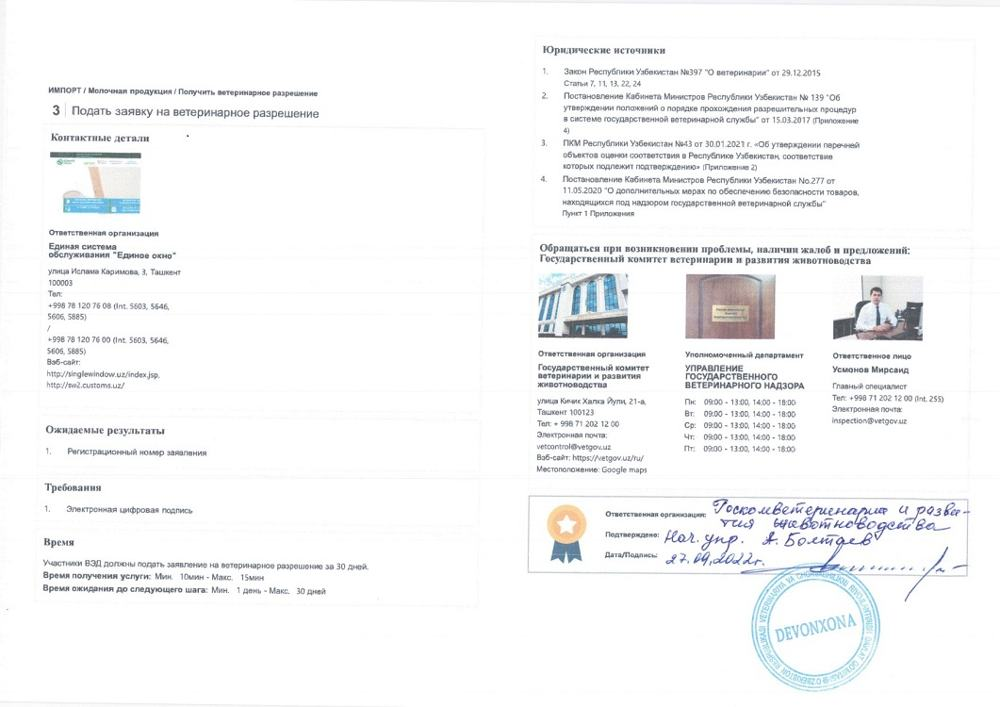 ИМПОРТ / Молочная продукция / Получить ветеринарное разрешение
3 Подать заявку на ветеринарное разрешение
Контактные детали
Ответственная организация
Единая система
обслуживания "Единое окно"
улица Ислама Каримова, 3, Ташкент
100003
Тел:
+998 78 120 76 08 (Int. 5603, 5646,
5606, 5885)
/
+998 78 120 76 00 (Int. 5603, 5646,
5606, 5885)
Вэб-сайт:
http://singlewindow.uz/index.jsp,
http://sw2.customs.uz/
Ожидаемые результаты
1. Регистрационный номер заявления
Требования
1. Электронная цифровая подпись
Время
Участники ВЭД должны подать заявление на ветеринарное разрешение за 30 дней.
Время получения услуги: Мин. 10мин - Макс. 15мин
Время ожидания до следующего шага: Мин. 1 день - Макс. 30 дней
Юридические источники
1. Закон Республики Узбекистан №397 "О ветеринарии" от 29.12.2015
Статьи 7, 11, 13, 22, 24
2. Постановление Кабинета Министров Республики Узбекистан № 139 "Об
утверждении положений о порядке прохождения разрешительных процедур
в системе государственной ветеринарной службы" от 15.03.2017 (Приложение
4)
3. ПКМ Республики Узбекистан №43 от 30.01.2021 г. «Об утверждении перечней
объектов оценки соответствия в Республике Узбекистан, соответствие
которых подлежит подтверждению» (Приложение 2)
4. Постановление Кабинета Министров Республики Узбекистан No.277 от
11.05.2020 "О дополнительных мерах по обеспечению безопасности товаров,
находящихся под надзором государственной ветеринарной службы"
Пункт 1 Приложения
Обращаться при возникновении проблемы, наличии жалоб и предложений:
Государственный комитет ветеринарии и развития животноводства
Ответственная организация
Государственный комитет
ветеринарии и развития
животноводства
улица Кичик Халка Йули, 21-а,
Ташкент 100123
Тел: + 998 71 202 12 00
Электронная почта:
vetcontrol@vetgov.uz
Вэб-сайт: https://vetgov.uz/ru/
Местоположение: Google maps
Уполномоченный департамент
УПРАВЛЕНИЕ
ГОСУДАРСТВЕННОГО
ВЕТЕРИНАРНОГО НАДЗОРА
Пн: 09:00 - 13:00, 14:00 - 18:00
Вт: 09:00 - 13:00, 14:00 - 18:00
Ср: 09:00 - 13:00, 14:00 - 18:00
Чт: 09:00 - 13:00, 14:00 - 18:00
Пт: 09:00 - 13:00, 14:00 - 18:00
Ответственное лицо
Усмонов Мирсаид
Главный специалист
Тел: +998 71 202 12 00 (Int. 255)
Электронная почта:
inspection@vetgov.uz
Ответственная организация: Госкомветеринарии и разви-
тия животноводства
Подтверждено: Нач. упр. А. Болтаев
Дата/Подпись: 27.09.2022г.
DEVONXONA